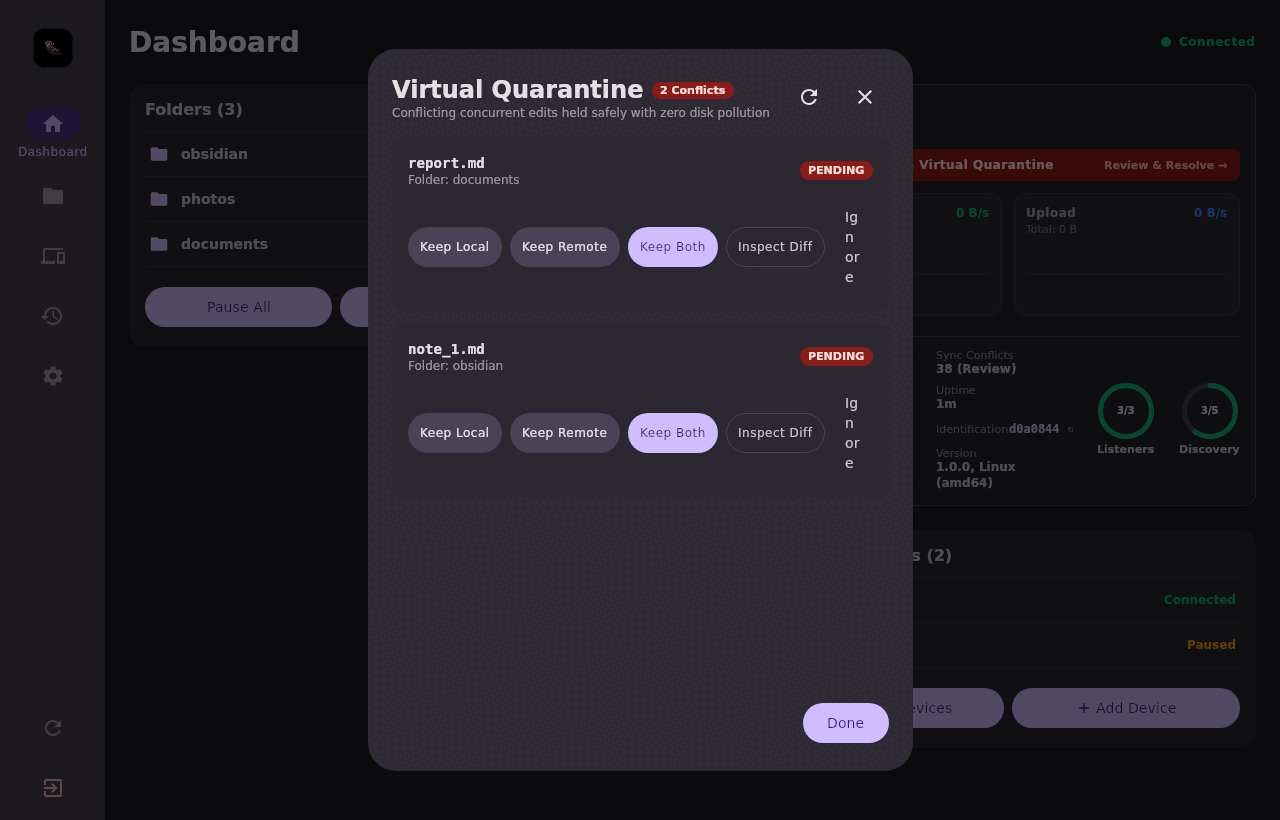 Dashboard
Connected
Dashboard
Folders (3)
obsidian
photos
documents
Pause All
Virtual Quarantine
2 Conflicts
Conflicting concurrent edits held safely with zero disk pollution
report.md
Folder: documents
PENDING
Keep Local
Keep Remote
Keep Both
Inspect Diff
Ig
n
or
e
note_1.md
Folder: obsidian
PENDING
Keep Local
Keep Remote
Keep Both
Inspect Diff
Ig
n
or
e
Done
Virtual Quarantine
Review & Resolve →
0 B/s
Upload
0 B/s
Total: 0 B
Sync Conflicts
38 (Review)
Uptime
1m
Identification d0a0844
Version
1.0.0, Linux
(amd64)
3/3
Listeners
3/5
Discovery
s (2)
Connected
Paused
evices
+ Add Device